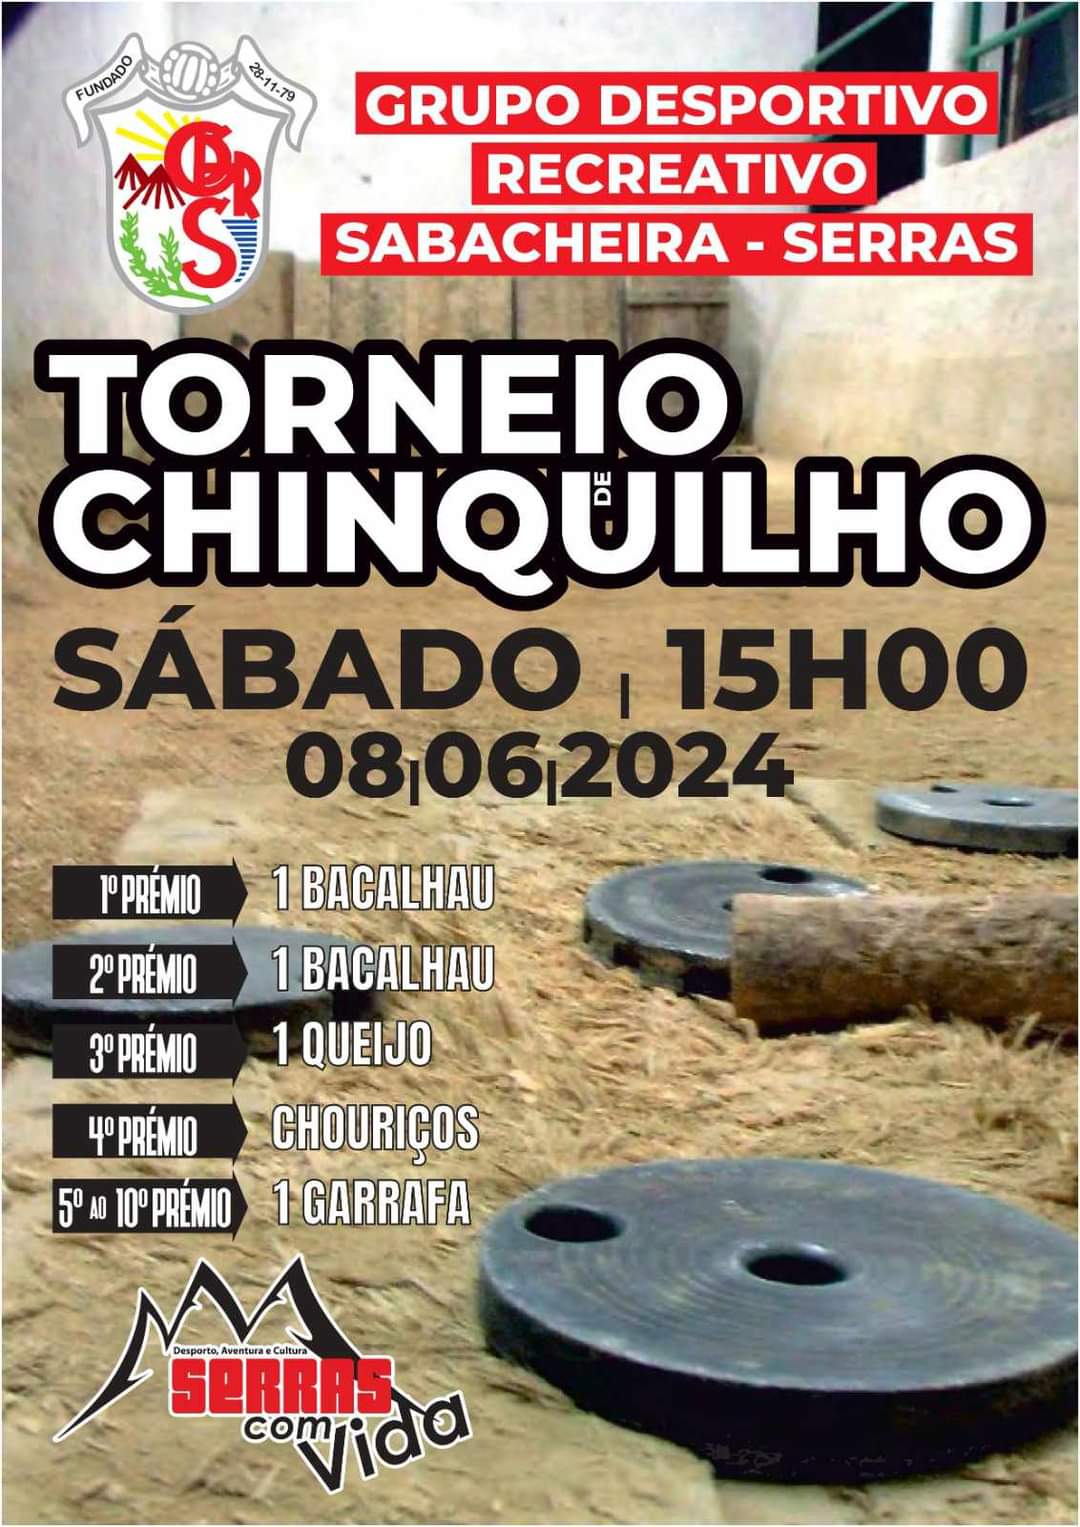 FUNDADO 28-11-79
GDRS
GRUPO DESPORTIVO
RECREATIVO
SABACHEIRA - SERRAS
TORNEIO
DE
CHINQUILHO
SÁBADO | 15H00
08|06|2024
1º PRÉMIO 1 BACALHAU
2º PRÉMIO 1 BACALHAU
3º PRÉMIO 1 QUEIJO
4º PRÉMIO CHOURIÇOS
5º AO 10º PRÉMIO 1 GARRAFA
Desporto, Aventura e Cultura
SeRRAS
com
Vida